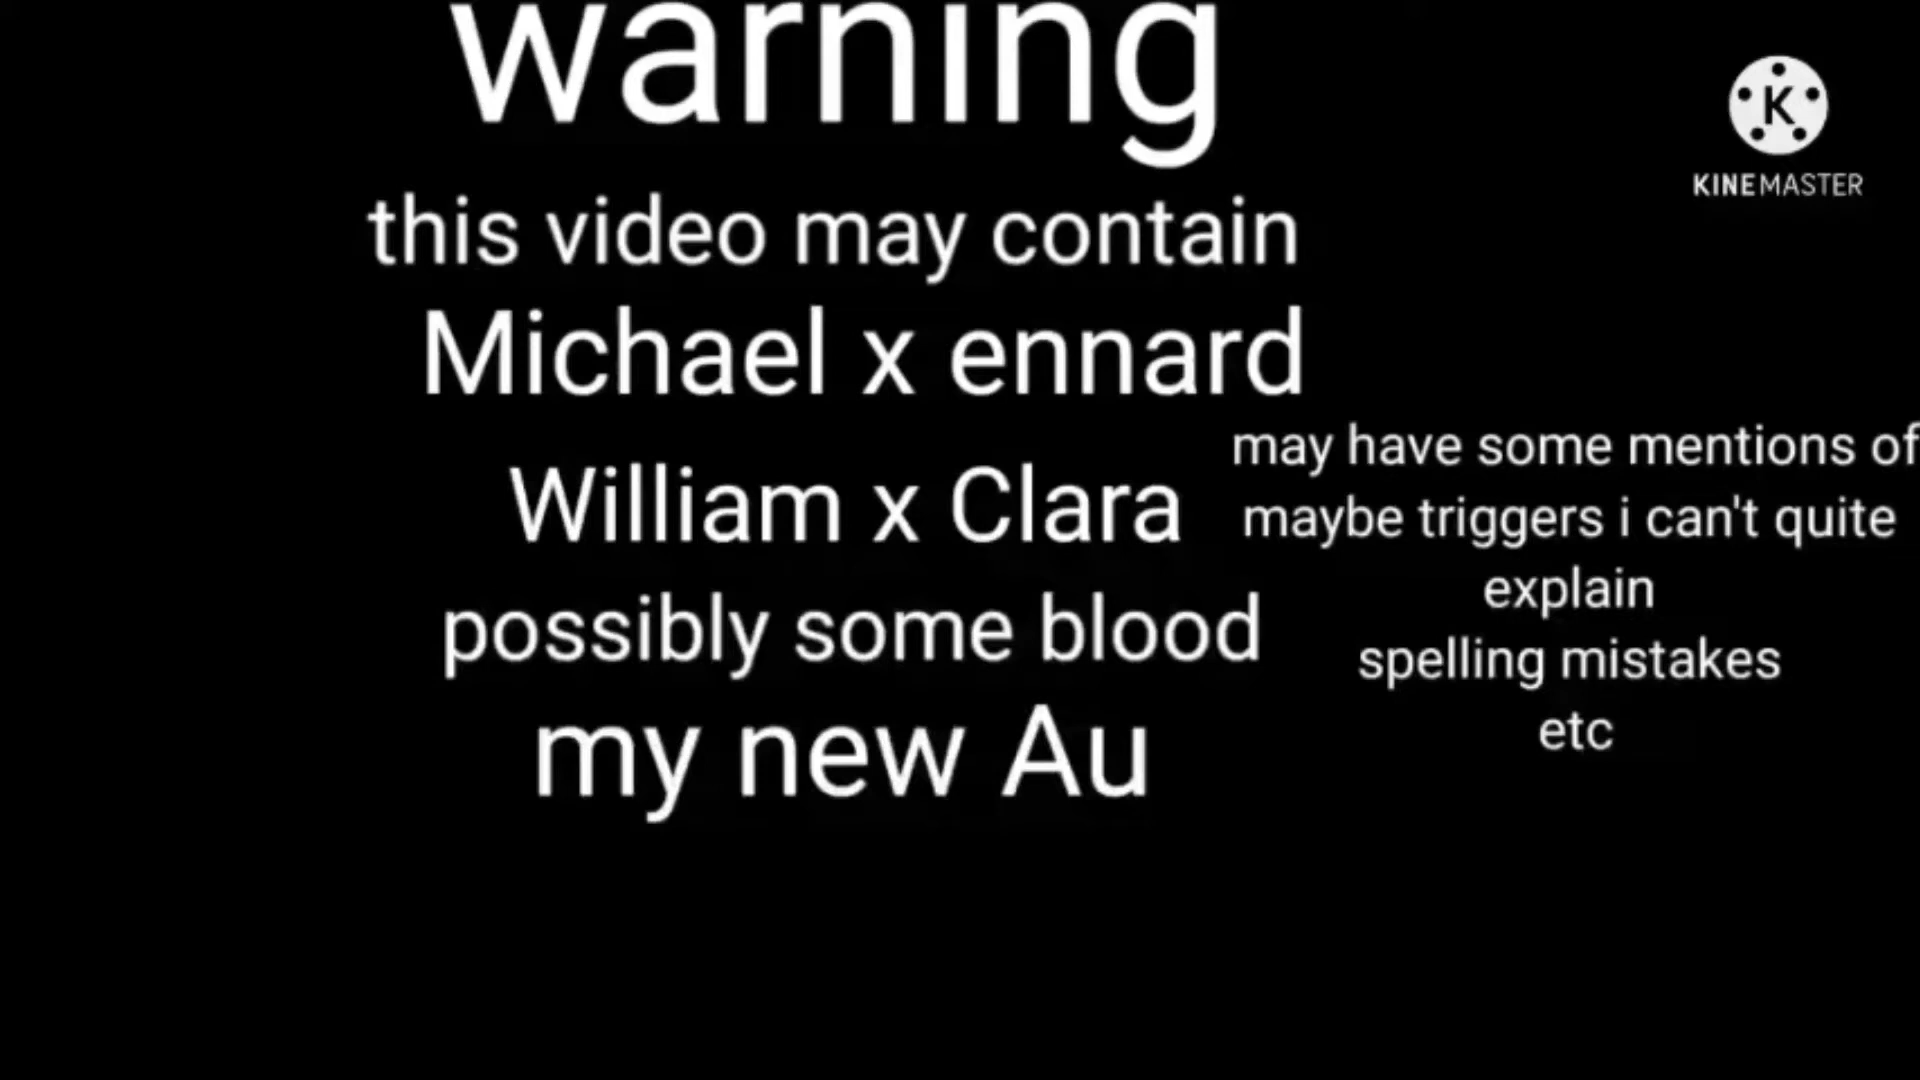 warning
this video may contain
Michael x ennard
William x Clara
possibly some blood
my new Au
may have some mentions of
maybe triggers i can't quite
explain
spelling mistakes
etc
K
KINEMASTER